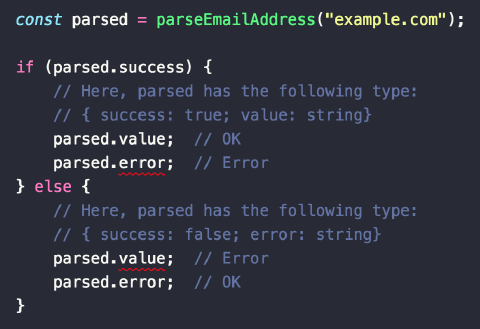 const parsed = parseEmailAddress("example.com");
if (parsed.success) {
// Here, parsed has the following type:
// { success: true; value: string}
parsed.value; // OK
parsed.error; // Error
} else {
// Here, parsed has the following type:
// { success: false; error: string}
parsed.value; // Error
parsed.error; // OK
}